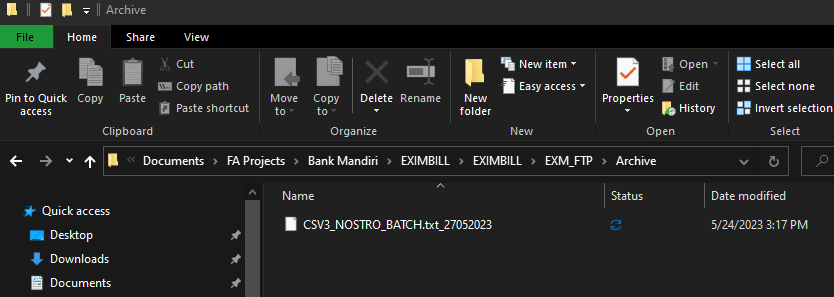 Archive
File Home Share View
Pin to Quick access
Copy
Paste
Cut
Copy path
Paste shortcut
Clipboard
Move to
Copy to
Delete
Rename
Organize
New folder
New item
Easy access
New
Properties
Open
Edit
History
Open
Select all
Select none
Invert selection
Select
Documents > FA Projects > Bank Mandiri > EXIMBILL > EXIMBILL > EXM_FTP > Archive
Name Status Date modified
Quick access
Desktop
Downloads
Documents
CSV3_NOSTRO_BATCH.txt_27052023 5/24/2023 3:17 PM